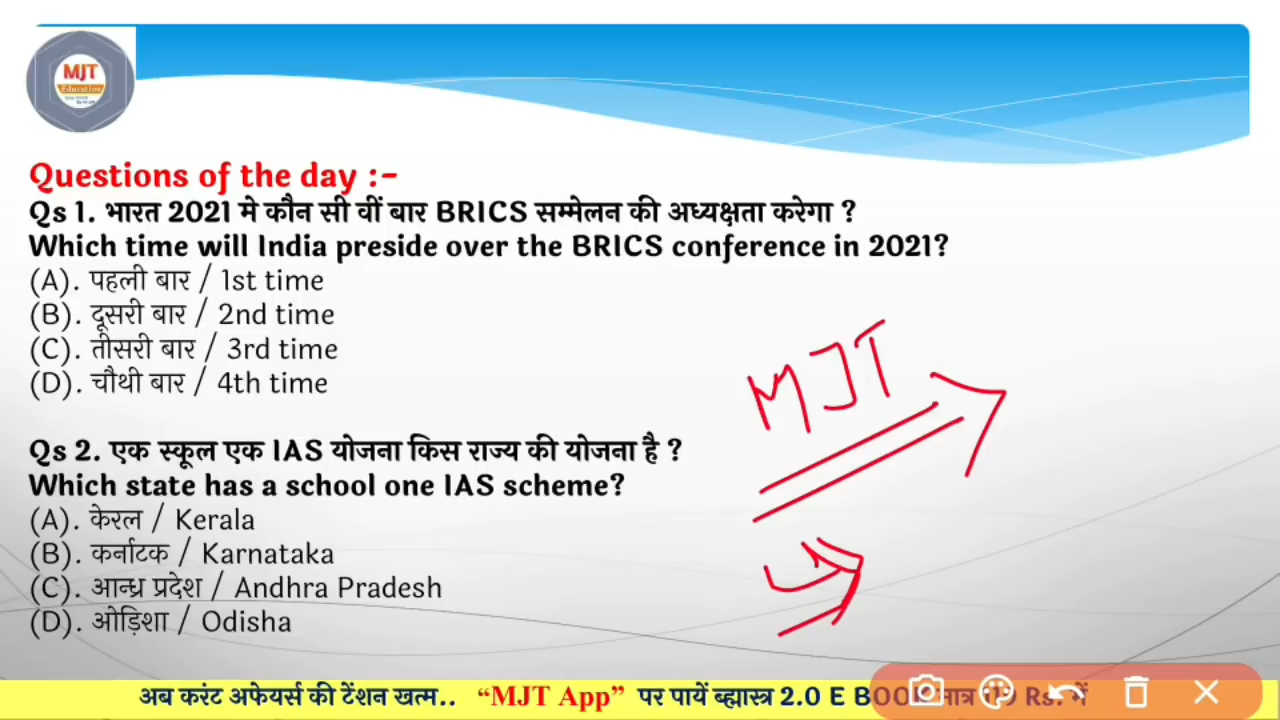 MJT
Education
Questions of the day :-
Qs 1. भारत 2021 मे कौन सी वीं बार BRICS सम्मेलन की अध्यक्षता करेगा ?
Which time will India preside over the BRICS conference in 2021?
(A). पहली बार / 1st time
(B). दूसरी बार / 2nd time
(C). तीसरी बार / 3rd time
(D). चौथी बार / 4th time
MJT
Qs 2. एक स्कूल एक IAS योजना किस राज्य की योजना है ?
Which state has a school one IAS scheme?
(A). केरल / Kerala
(B). कर्नाटक / Karnataka
(C). आन्ध्र प्रदेश / Andhra Pradesh
(D). ओड़िशा / Odisha
अब करंट अफेयर्स की टेंशन खत्म.. “MJT App” पर पायें ब्ह्मास्त्र 2.0 E BOOK मात्र Rs. में